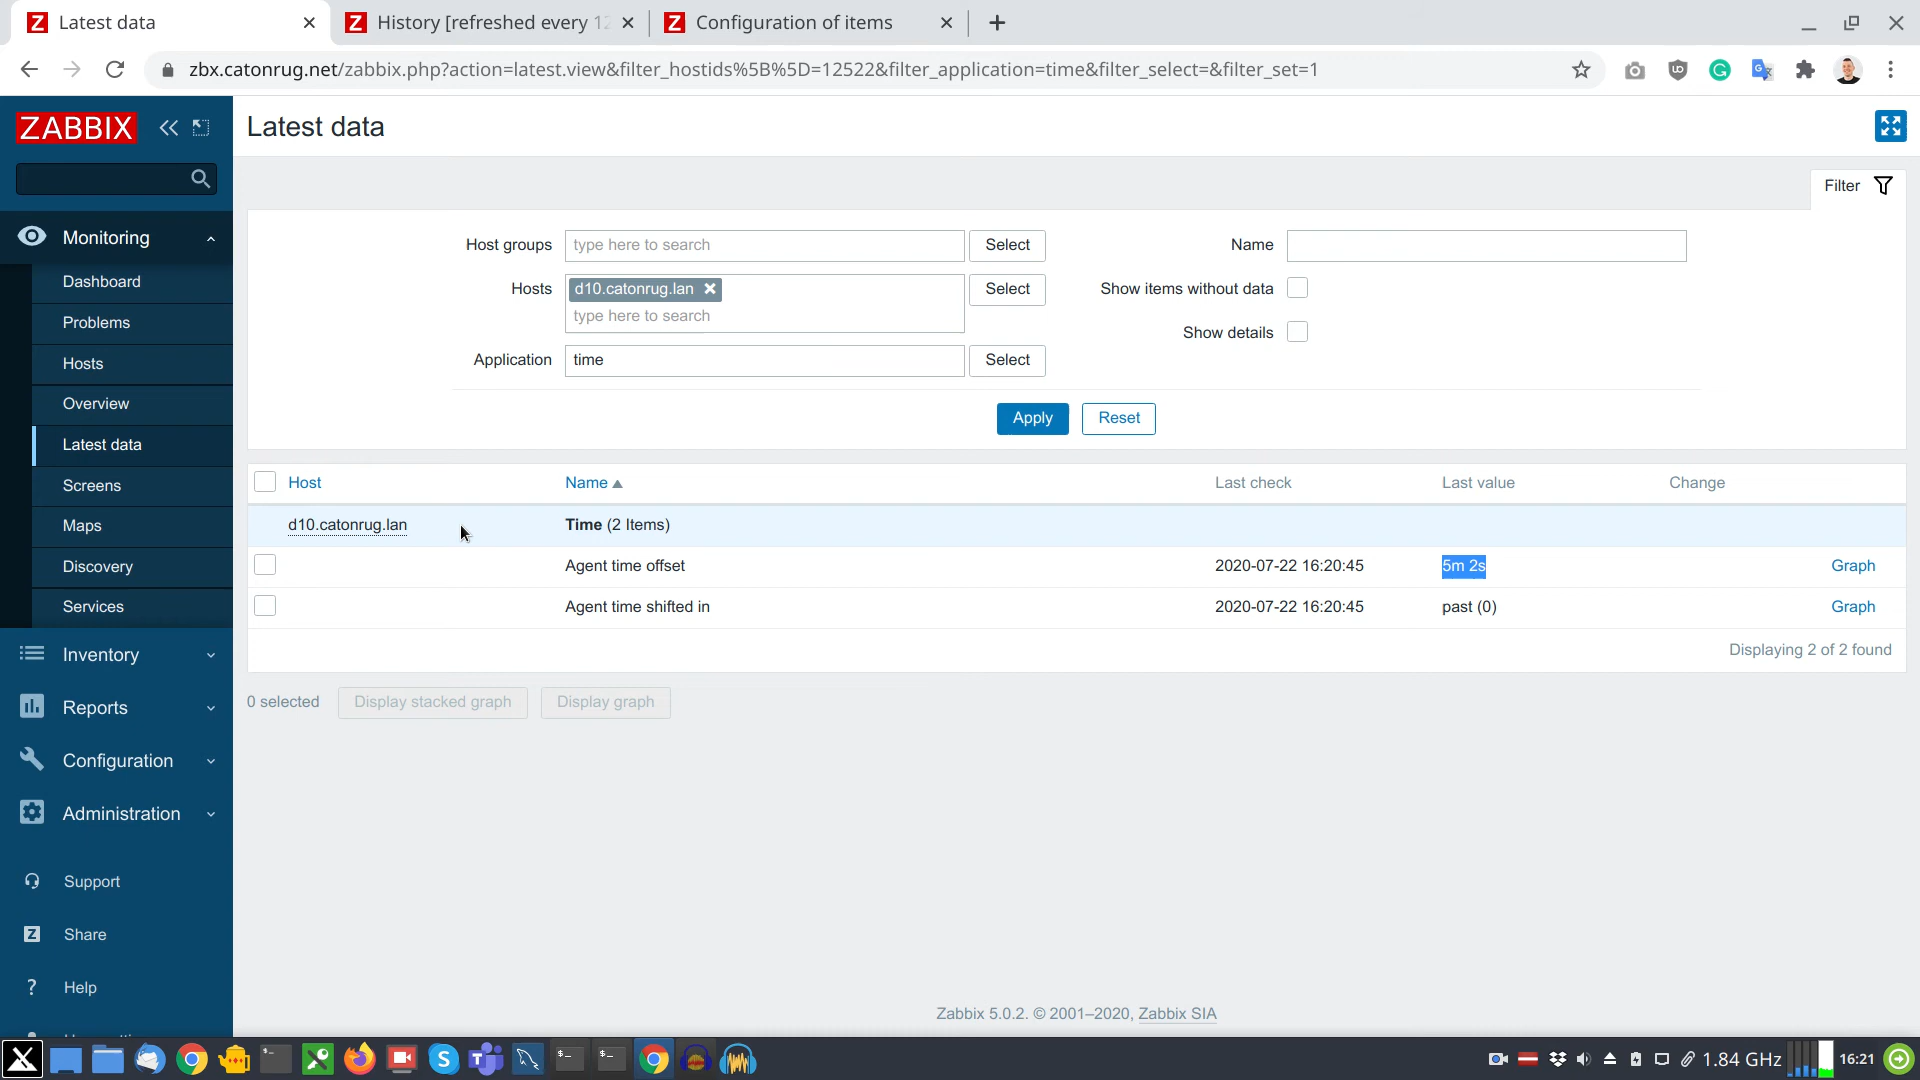 Latest data
History [refreshed every 12
Configuration of items
zbx.catonrug.net/zabbix.php?action=latest.view&filter_hostids%5B%5D=12522&filter_application=time&filter_select=&filter_set=1
ZABBIX
Latest data
Filter
Monitoring
Dashboard
Problems
Hosts
Overview
Latest data
Screens
Maps
Discovery
Services
Inventory
Reports
Configuration
Administration
Support
Share
Help
Host groups type here to search Select
Name
Hosts d10.catonrug.lan Select
type here to search
Show items without data
Show details
Application time Select
Apply Reset
Host Name Last check Last value Change
d10.catonrug.lan Time (2 Items)
Agent time offset 2020-07-22 16:20:45 5m 2s Graph
Agent time shifted in 2020-07-22 16:20:45 past (0) Graph
Displaying 2 of 2 found
0 selected Display stacked graph Display graph
Zabbix 5.0.2. © 2001–2020, Zabbix SIA
1.84 GHz 16:21